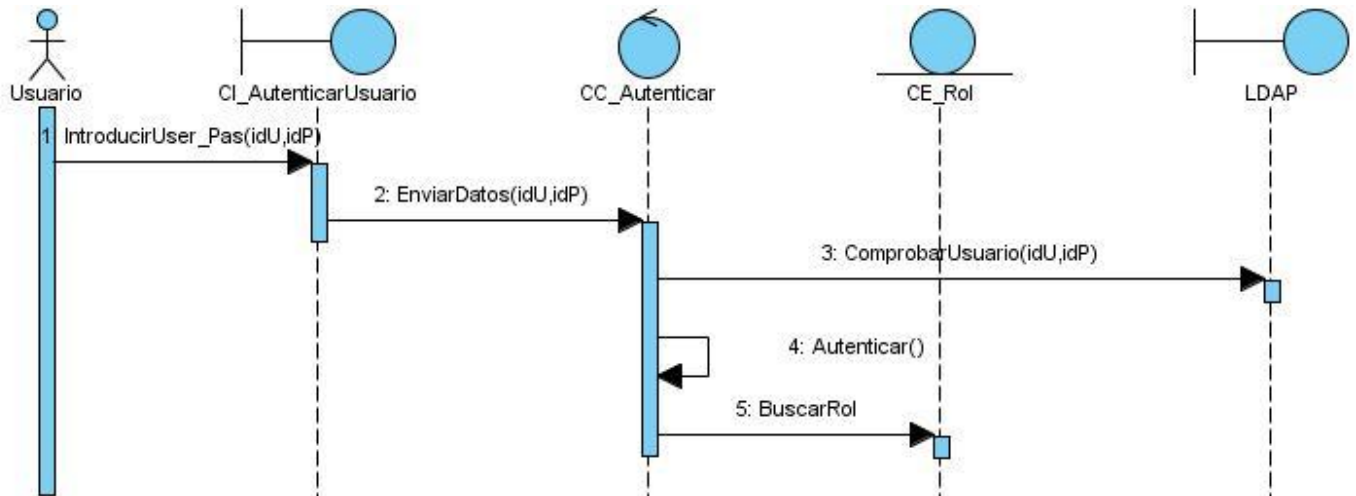 Usuario
CI_AutenticarUsuario
CC_Autenticar
CE_Rol
LDAP
1 IntroducirUser_Pas(idU,idP)
2: EnviarDatos(idU,idP)
3: ComprobarUsuario(idU,idP)
4: Autenticar()
5: BuscarRol